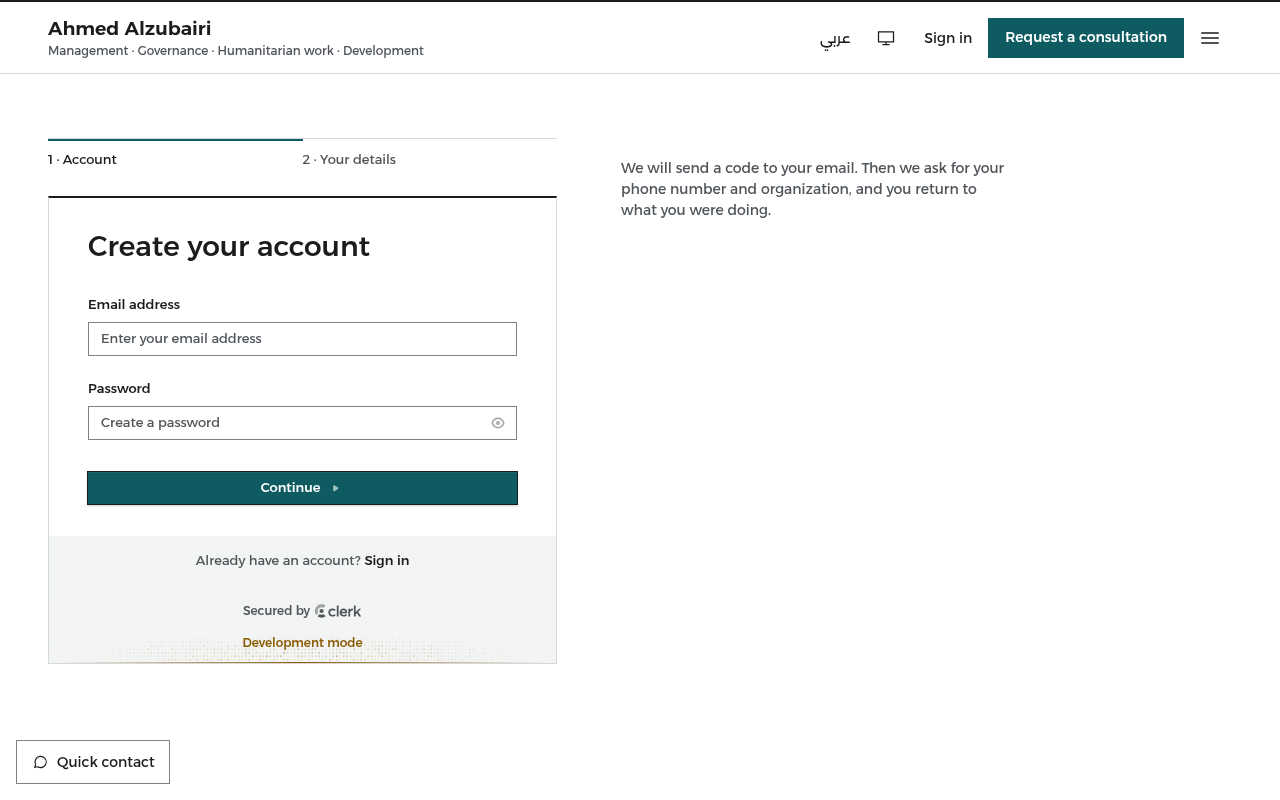 Ahmed Alzubairi
Management · Governance · Humanitarian work · Development
عربي
Sign in
Request a consultation
1 · Account
2 · Your details
Create your account
Email address
Enter your email address
Password
Create a password
Continue
Already have an account? Sign in
Secured by clerk
Development mode
We will send a code to your email. Then we ask for your
phone number and organization, and you return to
what you were doing.
Quick contact